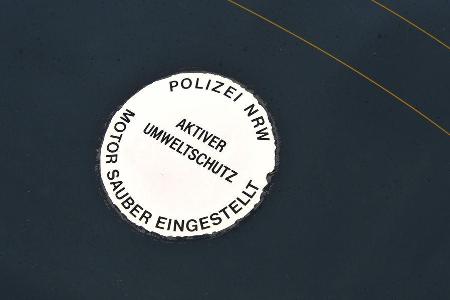 POLIZEI NRW
AKTIVER
UMWELTSCHUTZ
MOTOR SAUBER EINGESTELLT